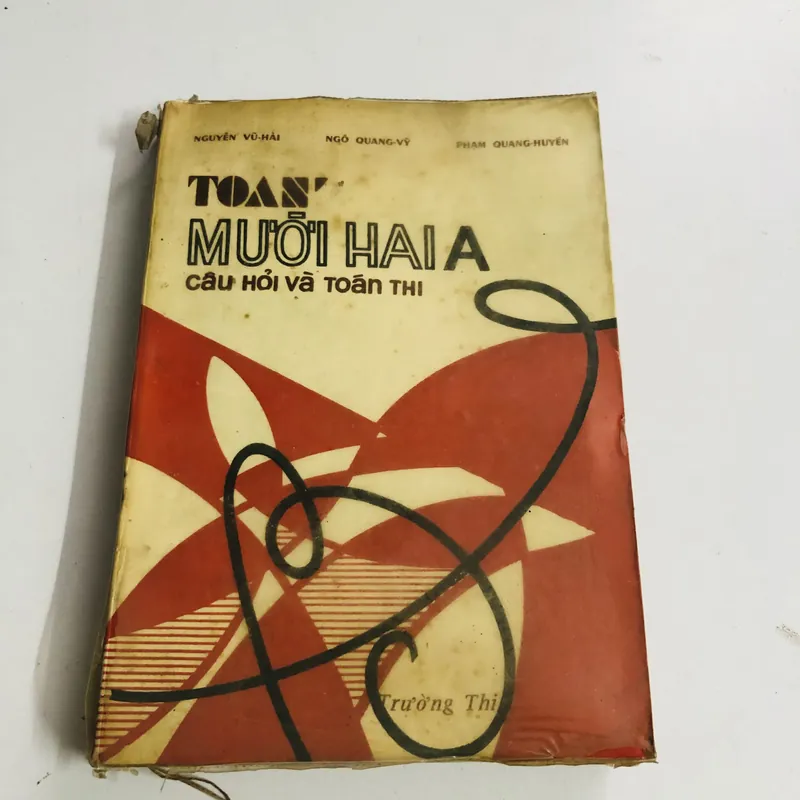 NGUYỄN VŨ-HẢI NGÔ QUANG-VỸ PHẠM QUANG-HUYẾN
TOÁN
MƯỜI HAI A
CÂU HỎI VÀ TOÁN THI
Trường Thi